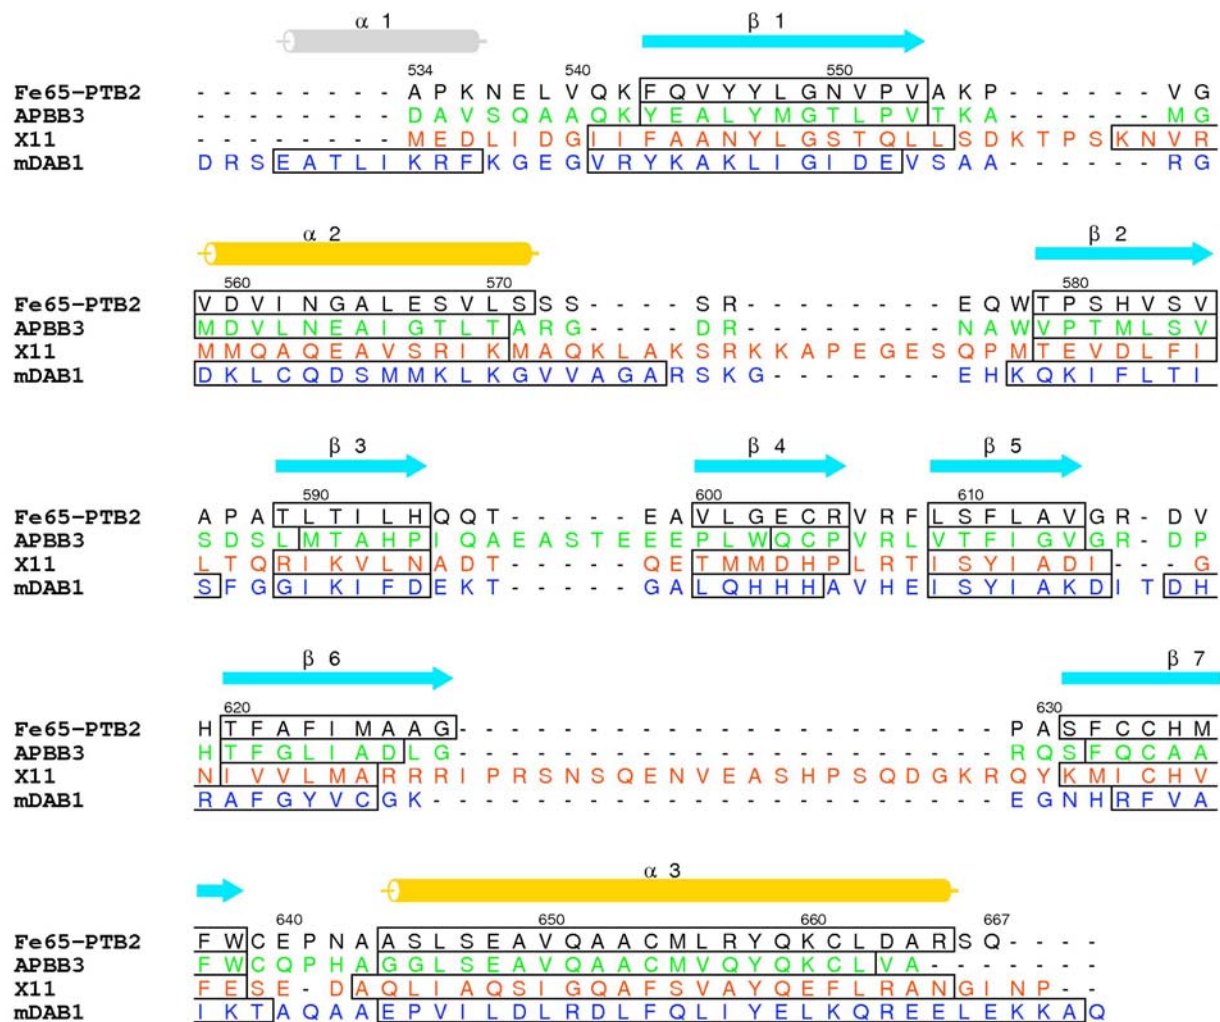 α 1 β 1
534 540 550
Fe65-PTB2 - - - - - - - - A P K N E L V Q K F Q V Y Y L G N V P V A K P - - - - - - V G
APBB3 - - - - - - - - D A V S Q A A Q K Y E A L Y M G T L P V T K A - - - - - - M G
X11 - - - - - - - - M E D L I D G I I F A A N Y L G S T Q L L S D K T P S K N V R
mDAB1 D R S E A T L I K R F K G E G V R Y K A K L I G I D E V S A A - - - - - - R G
α 2 β 2
560 570 580
Fe65-PTB2 V D V I N G A L E S V L S S S - - - - S R - - - - - - - - E Q W T P S H V S V
APBB3 M D V L N E A I G T L T A R G - - - - D R - - - - - - - - N A W V P T M L S V
X11 M M Q A Q E A V S R I K M A Q K L A K S R K K A P E G E S Q P M T E V D L F I
mDAB1 D K L C Q D S M M K L K G V V A G A R S K G - - - - - - - E H K Q K I F L T I
β 3 β 4 β 5
590 600 610
Fe65-PTB2 A P A T L T I L H Q Q T - - - - - E A V L G E C R V R F L S F L A V G R - D V
APBB3 S D S L M T A H P I Q A E A S T E E E P L W Q C P V R L V T F I G V G R - D P
X11 L T Q R I K V L N A D T - - - - - Q E T M M D H P L R T I S Y I A D I - - - G
mDAB1 S F G G I K I F D E K T - - - - - G A L Q H H H A V H E I S Y I A K D I T D H
β 6 β 7
620 630
Fe65-PTB2 H T F A F I M A A G - - - - - - - - - - - - - - - - - - - - - P A S F C C H M
APBB3 H T F G L I A D L G - - - - - - - - - - - - - - - - - - - - - R Q S F Q C A A
X11 N I V V L M A R R R I P R S N S Q E N V E A S H P S Q D G K R Q Y K M I C H V
mDAB1 R A F G Y V C G K - - - - - - - - - - - - - - - - - - - - - - E G N H R F V A
α 3
640 650 660 667
Fe65-PTB2 F W C E P N A A S L S E A V Q A A C M L R Y Q K C L D A R S Q - - - -
APBB3 F W C Q P H A G G L S E A V Q A A C M V Q Y Q K C L V A - - - - - - -
X11 F E S E - D A Q L I A Q S I G Q A F S V A Y Q E F L R A N G I N P - -
mDAB1 I K T A Q A A E P V I L D L R D L F Q L I Y E L K Q R E E L E K K A Q